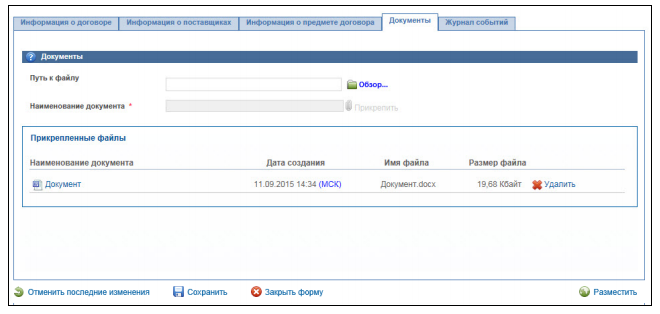 Информация о договоре Информация о поставщиках Информация о предмете договора Документы Журнал событий
Документы
Путь к файлу
Обзор...
Наименование документа * Прикрепить
Прикрепленные файлы
Наименование документа Дата создания Имя файла Размер файла
Документ 11.09.2015 14:34 (МСК) Документ.docx 19,68 Кбайт Удалить
Отменить последние изменения Сохранить Закрыть форму Разместить